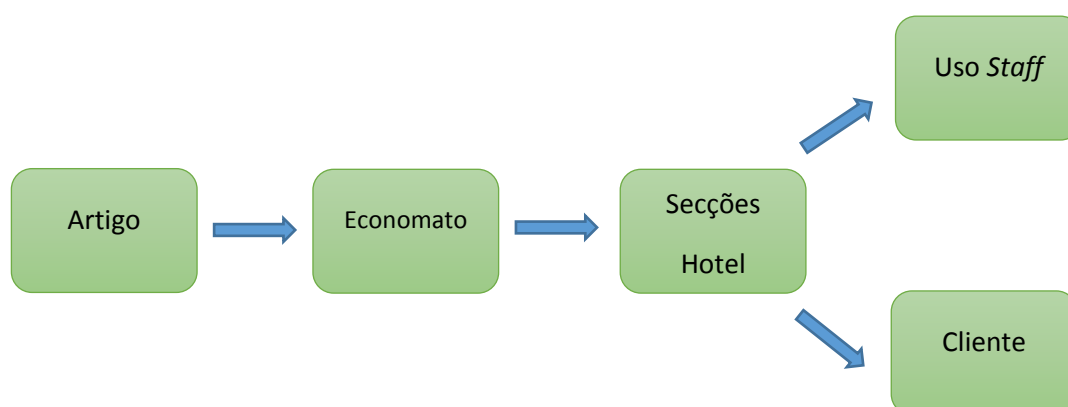 Uso Staff
Artigo
Economato
Secções
Hotel
Cliente